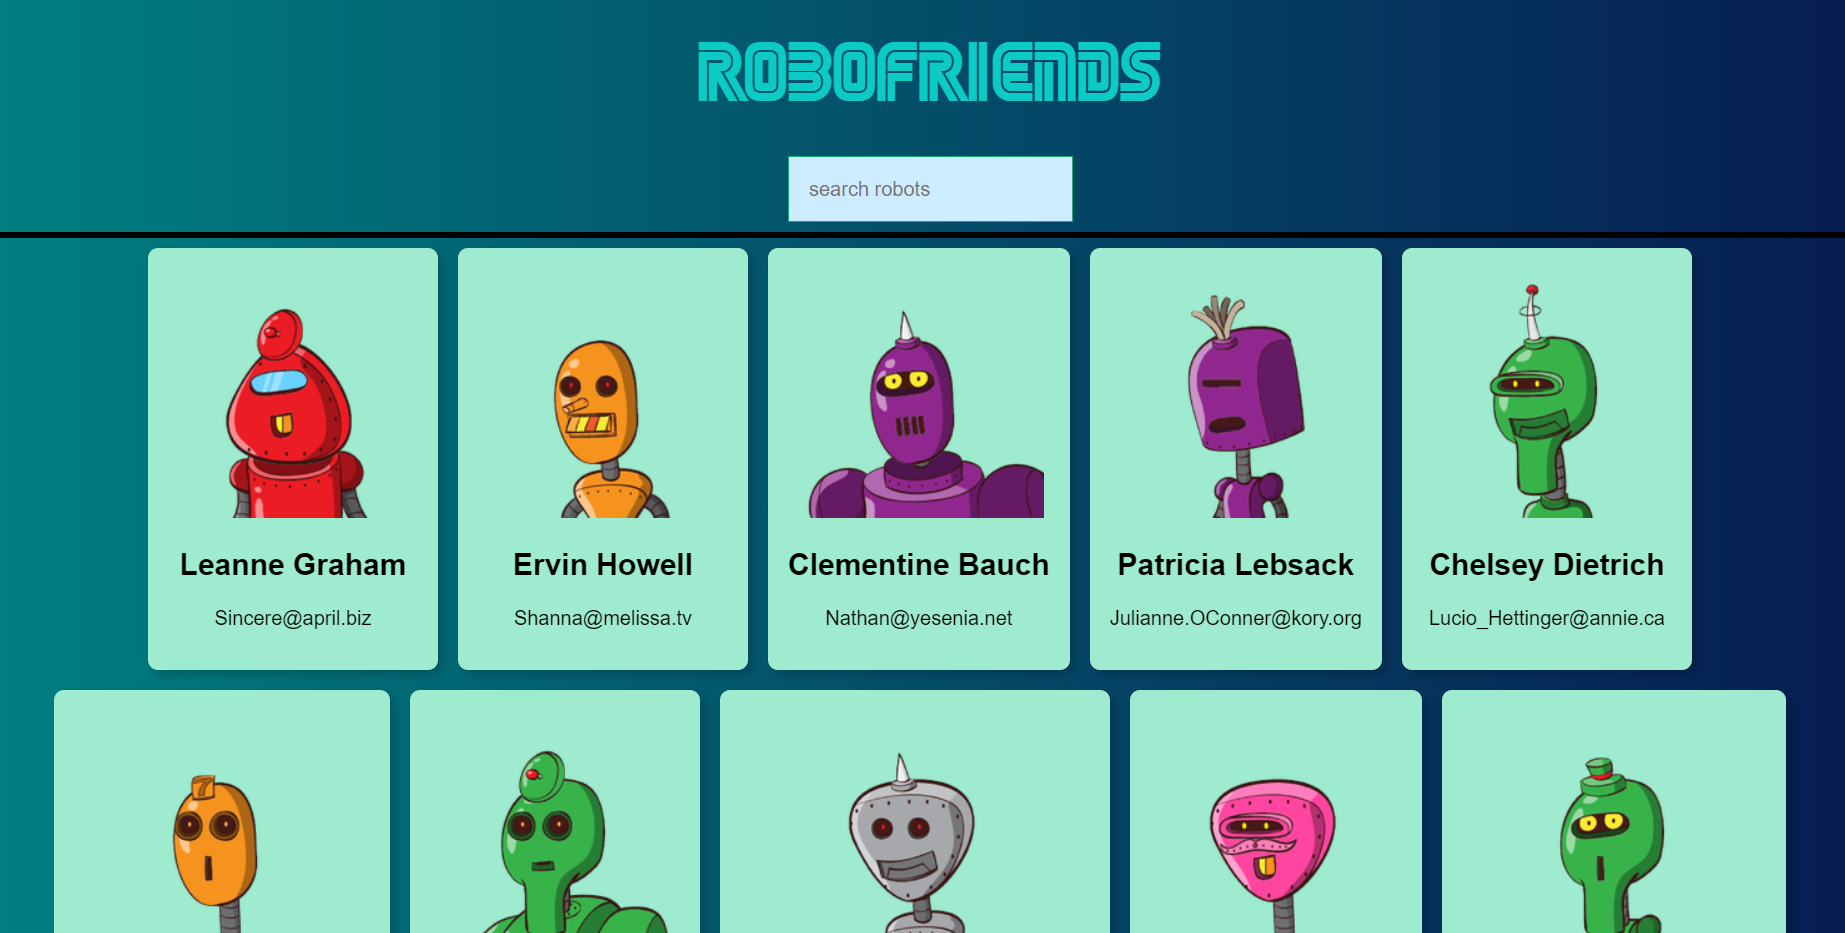 ROBOFRIENDS
search robots
Leanne Graham
Sincere@april.biz
Ervin Howell
Shanna@melissa.tv
Clementine Bauch
Nathan@yesenia.net
Patricia Lebsack
Julianne.OConner@kory.org
Chelsey Dietrich
Lucio_Hettinger@annie.ca
7